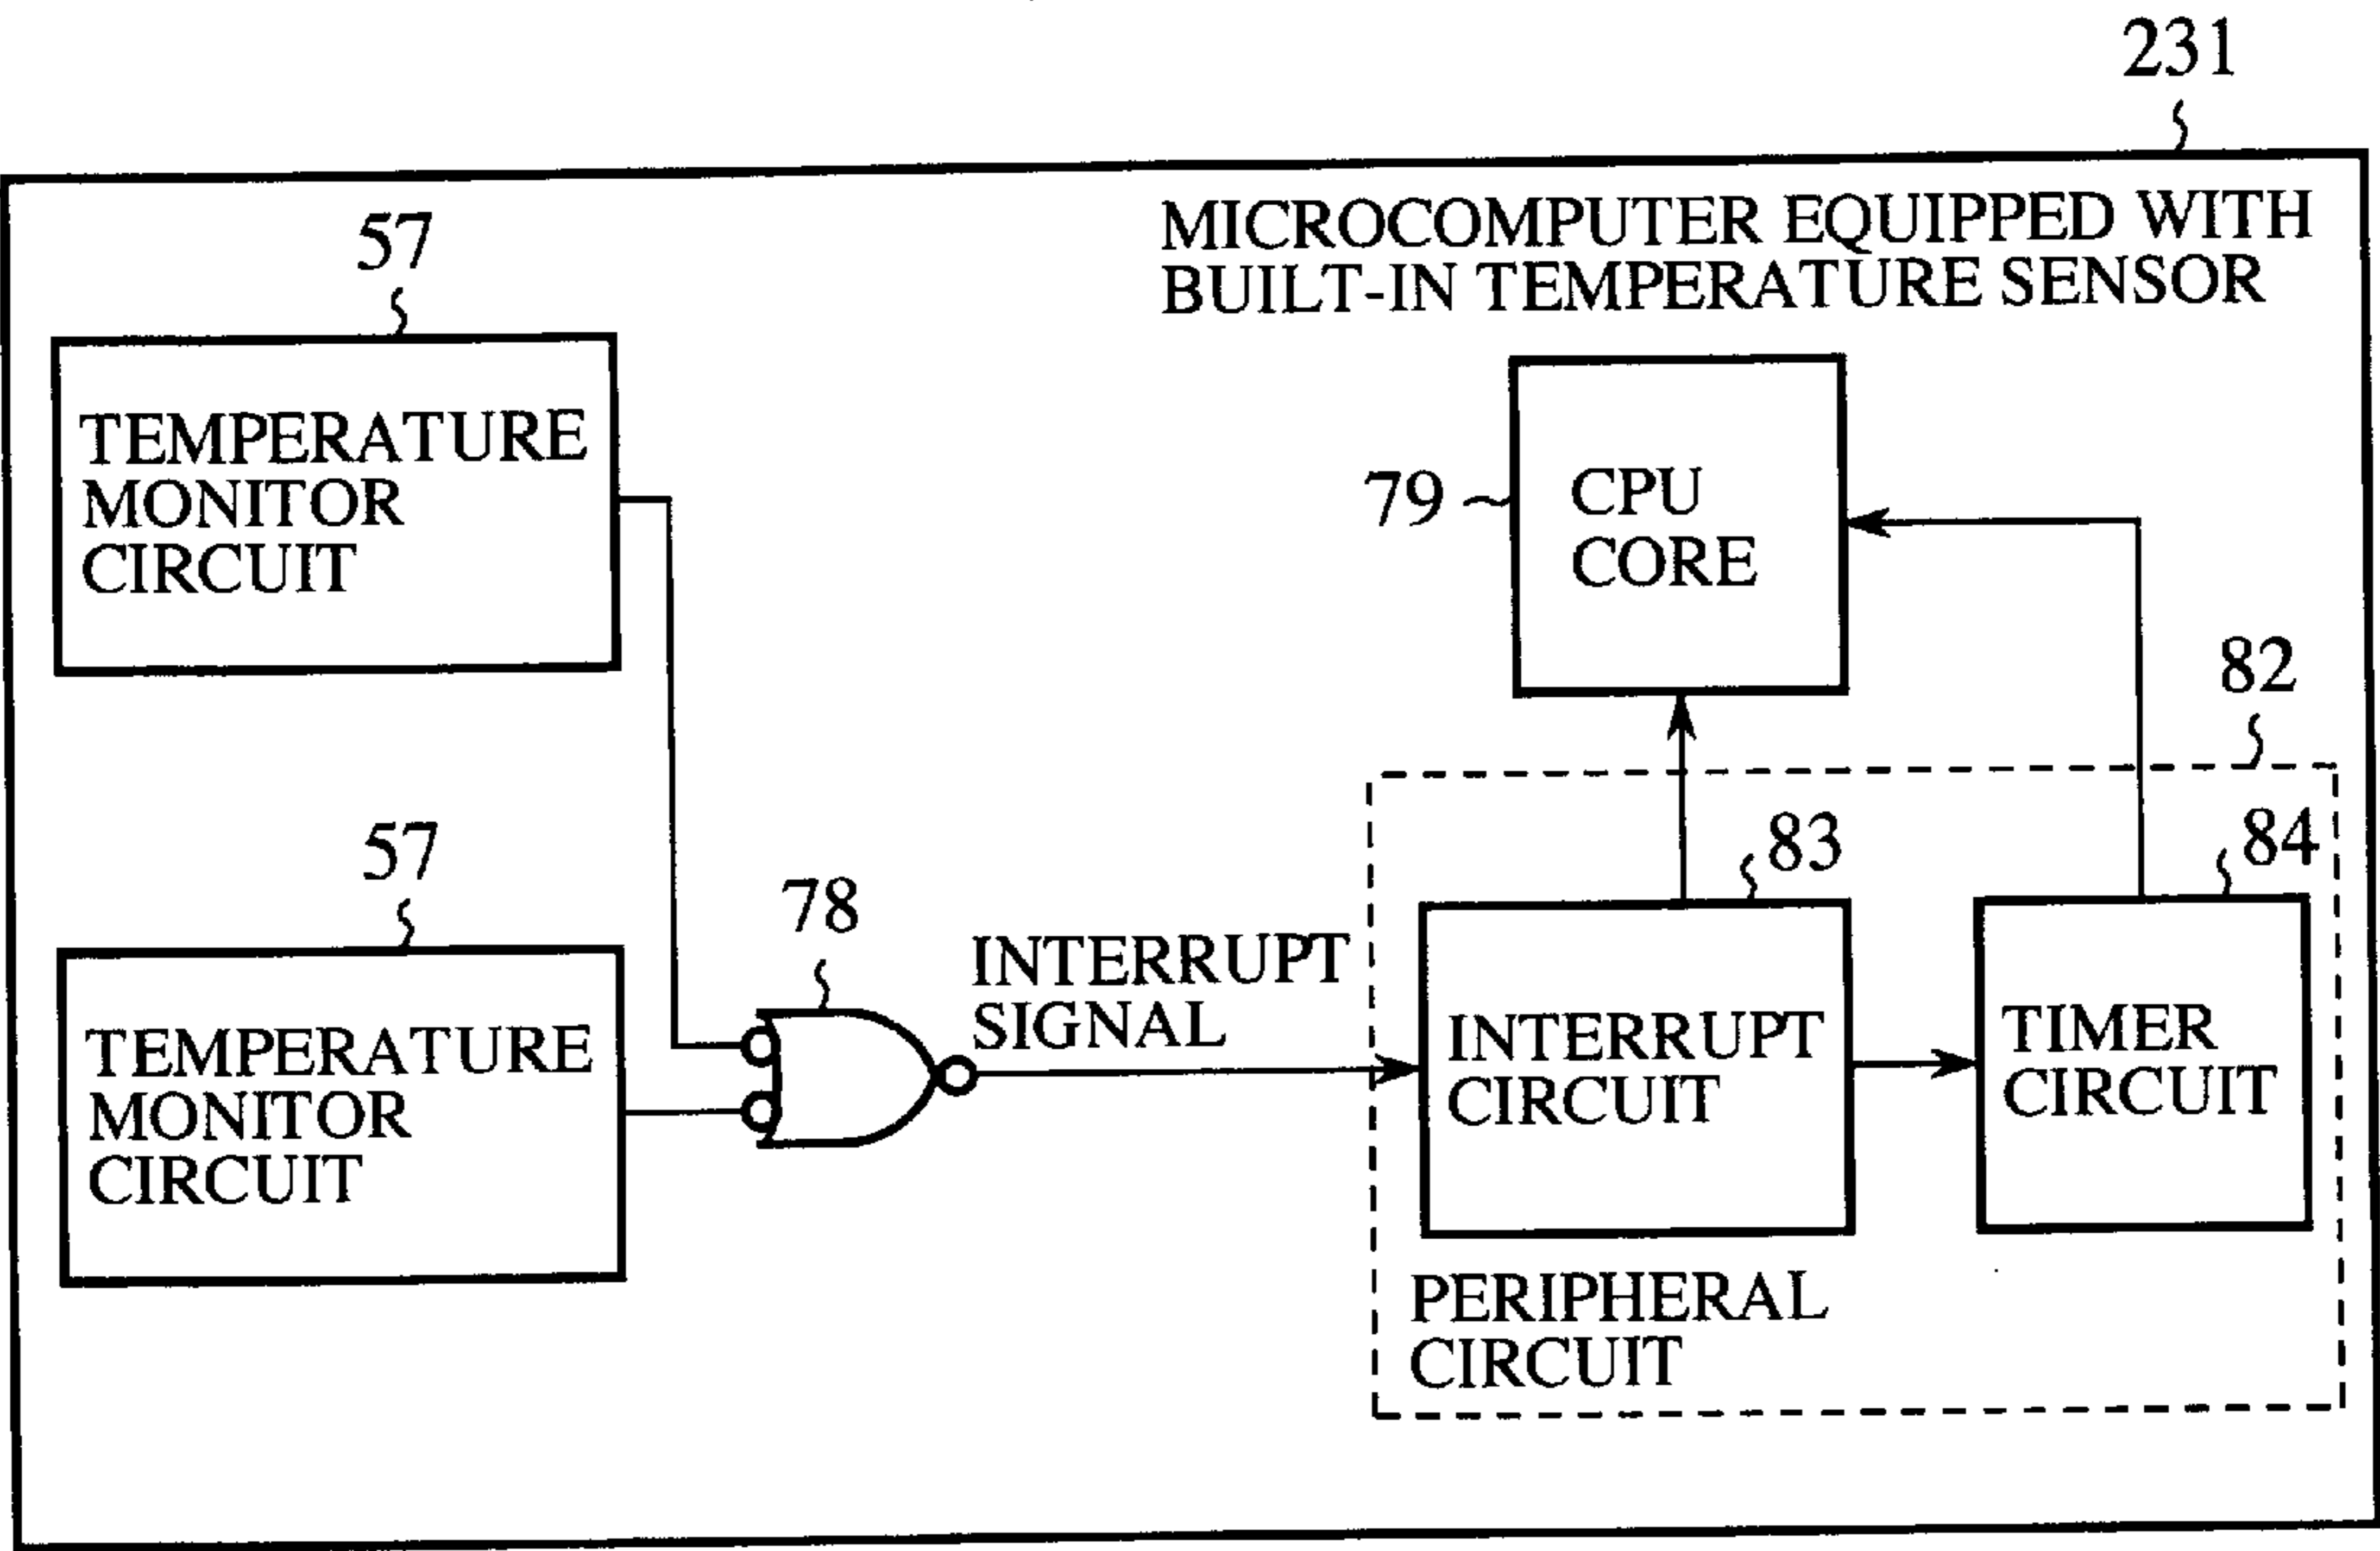 231
MICROCOMPUTER EQUIPPED WITH
BUILT-IN TEMPERATURE SENSOR
57
TEMPERATURE
MONITOR
CIRCUIT
79
CPU
CORE
82
57
TEMPERATURE
MONITOR
CIRCUIT
78
INTERRUPT
SIGNAL
83
INTERRUPT
CIRCUIT
84
TIMER
CIRCUIT
PERIPHERAL
CIRCUIT